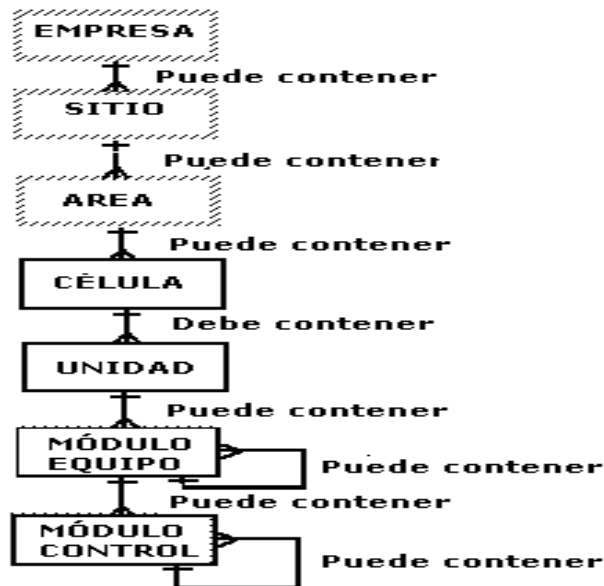 EMPRESA
Puede contener
SITIO
Puede contener
AREA
Puede contener
CÉLULA
Debe contener
UNIDAD
Puede contener
MÓDULO
EQUIPO
Puede contener
Puede contener
MÓDULO
CONTROL
Puede contener